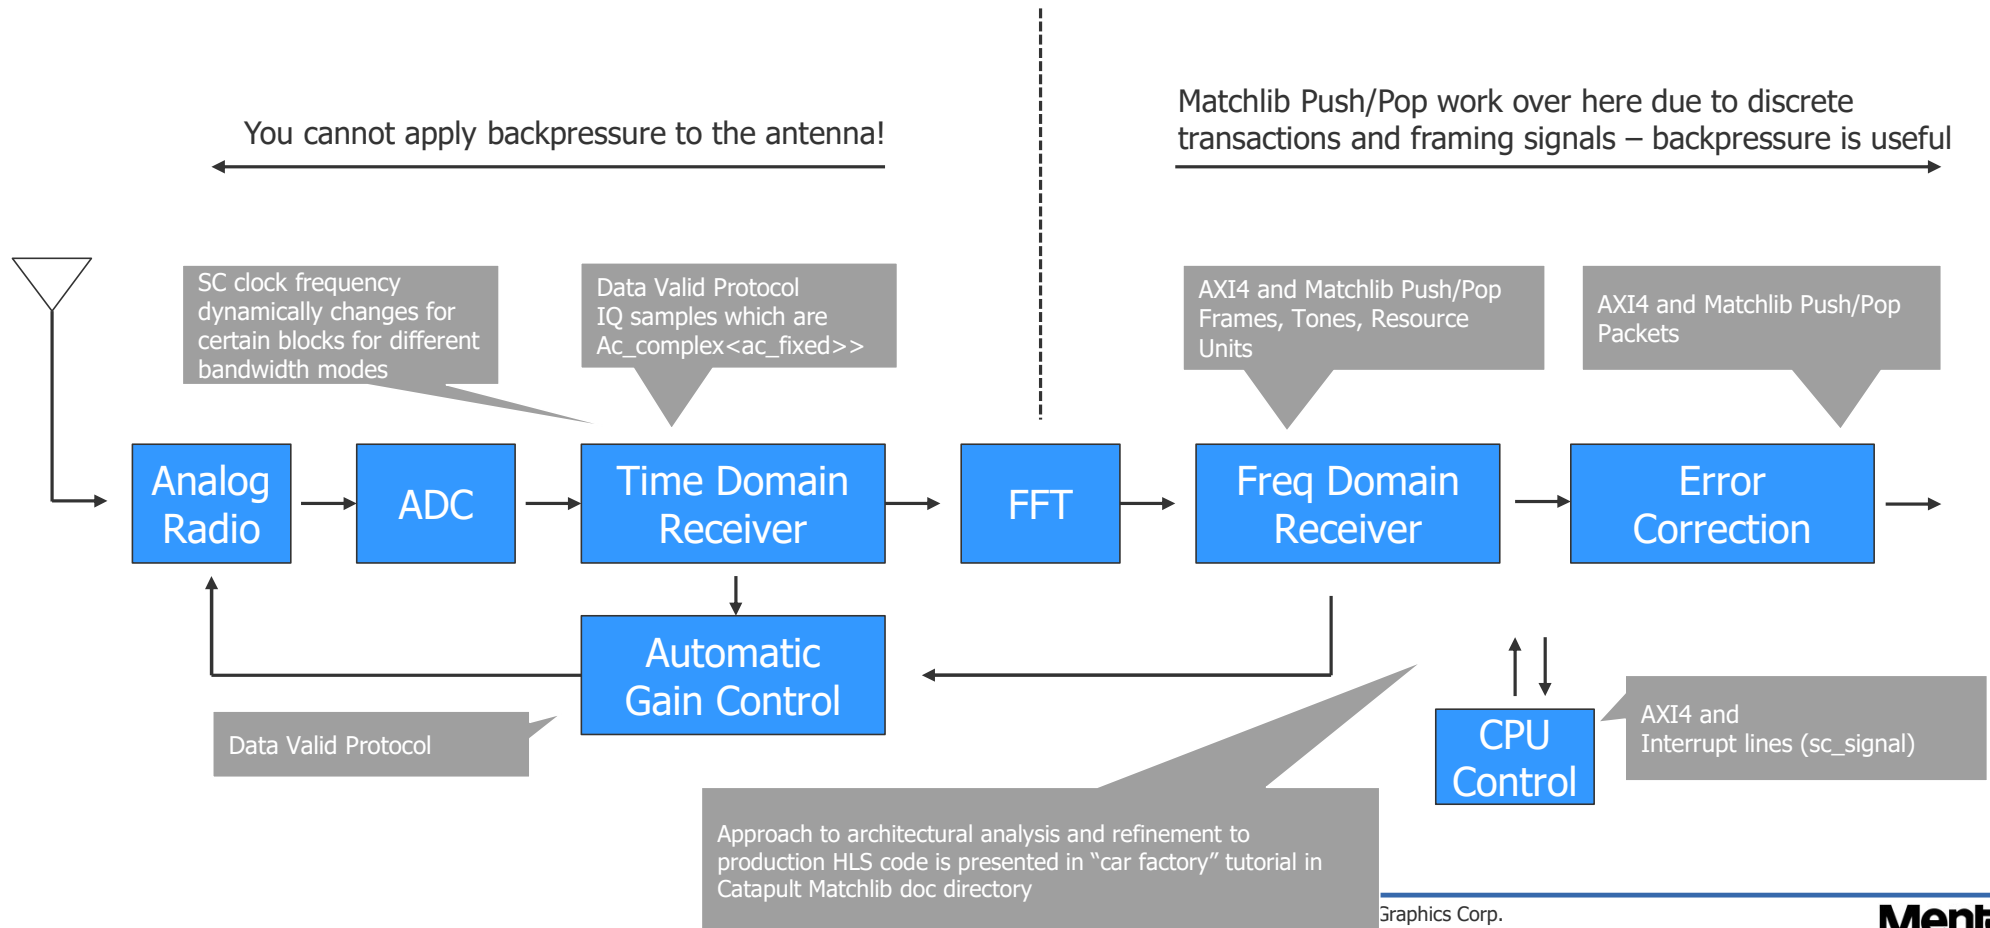 You cannot apply backpressure to the antenna!
Matchlib Push/Pop work over here due to discrete
transactions and framing signals – backpressure is useful
SC clock frequency
dynamically changes for
certain blocks for different
bandwidth modes
Data Valid Protocol
IQ samples which are
Ac_complex<ac_fixed>>
AXI4 and Matchlib Push/Pop
Frames, Tones, Resource
Units
AXI4 and Matchlib Push/Pop
Packets
Analog
Radio
ADC
Time Domain
Receiver
FFT
Freq Domain
Receiver
Error
Correction
Automatic
Gain Control
Data Valid Protocol
CPU
Control
AXI4 and
Interrupt lines (sc_signal)
Approach to architectural analysis and refinement to
production HLS code is presented in “car factory” tutorial in
Catapult Matchlib doc directory
Graphics Corp.